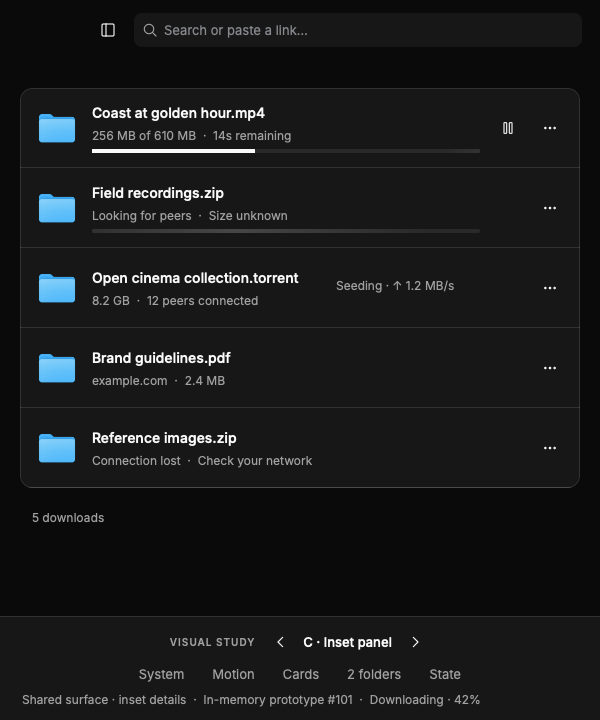 Search or paste a link...
Coast at golden hour.mp4
256 MB of 610 MB · 14s remaining
Field recordings.zip
Looking for peers · Size unknown
Open cinema collection.torrent
8.2 GB · 12 peers connected
Seeding · ↑ 1.2 MB/s
Brand guidelines.pdf
example.com · 2.4 MB
Reference images.zip
Connection lost · Check your network
5 downloads
VISUAL STUDY C · Inset panel
System Motion Cards 2 folders State
Shared surface · inset details · In-memory prototype #101 · Downloading · 42%